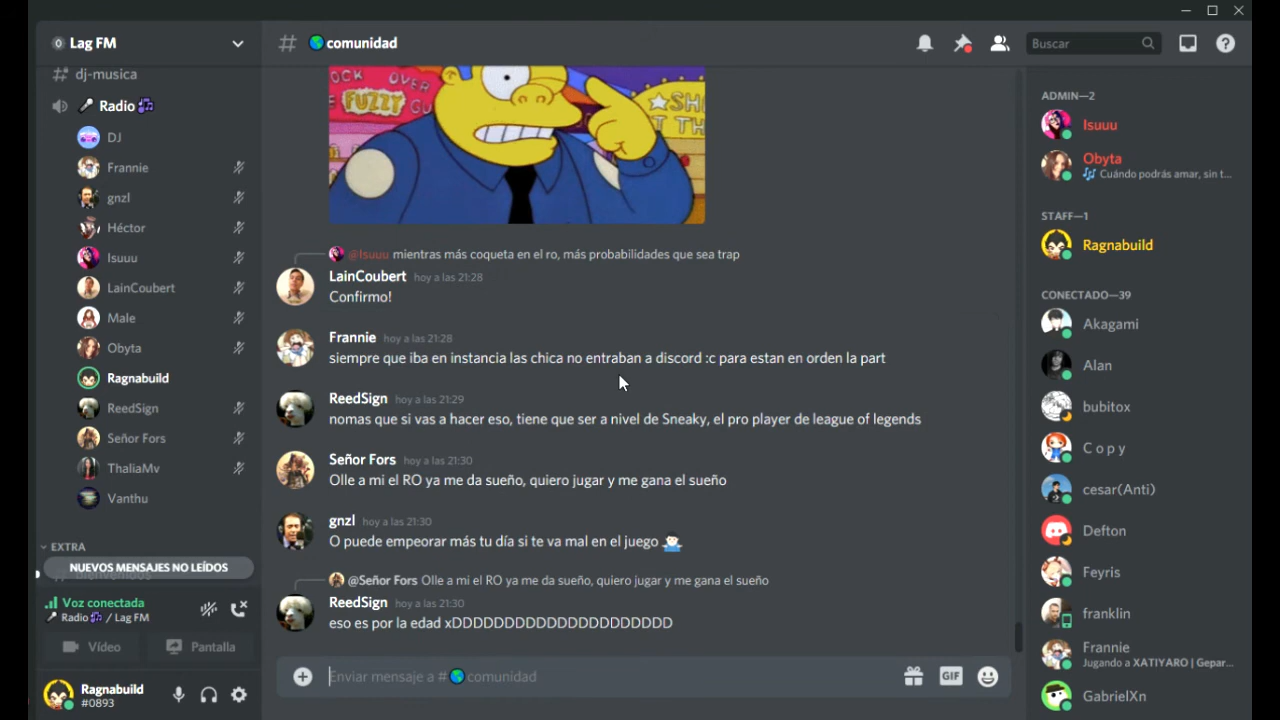 Lag FM
dj-musica
Radio
DJ
Frannie
gnzl
Héctor
Isuuu
LainCoubert
Male
Obyta
Ragnabuild
ReedSign
Señor Fors
ThaliaMv
Vanthu
EXTRA
NUEVOS MENSAJES NO LEÍDOS
Voz conectada
Radio / Lag FM
Vídeo
Pantalla
Ragnabuild
#0893
# comunidad
Buscar
FUZZY
@Isuuu mientras más coqueta en el ro, más probabilidades que sea trap
LainCoubert hoy a las 21:28
Confirmo!
Frannie hoy a las 21:28
siempre que iba en instancia las chica no entraban a discord :c para estan en orden la part
ReedSign hoy a las 21:29
nomas que si vas a hacer eso, tiene que ser a nivel de Sneaky, el pro player de league of legends
Señor Fors hoy a las 21:30
Olle a mi el RO ya me da sueño, quiero jugar y me gana el sueño
gnzl hoy a las 21:30
O puede empeorar más tu día si te va mal en el juego
@Señor Fors Olle a mi el RO ya me da sueño, quiero jugar y me gana el sueño
ReedSign hoy a las 21:30
eso es por la edad xDDDDDDDDDDDDDDDDDDDDD
Enviar mensaje a # comunidad
GIF
ADMIN—2
Isuuu
Obyta
Cuándo podrás amar, sin t...
STAFF—1
Ragnabuild
CONECTADO—39
Akagami
Alan
bubitox
C o p y
cesar(Anti)
Defton
Feyris
franklin
Frannie
Jugando a XATIYARO | Gepar...
GabrielXn